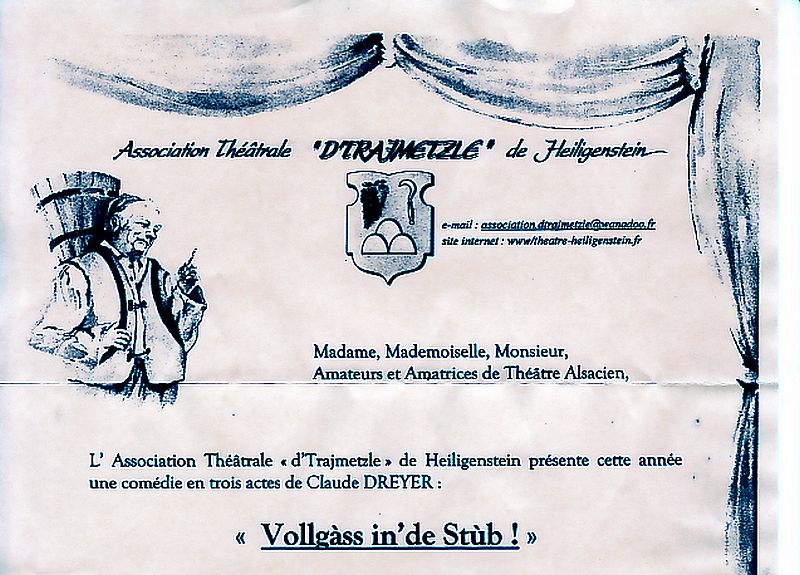 Association Théâtrale "D'TRAJMETZLE" de Heiligenstein
e-mail : association.dtrajmetzle@wanadoo.fr
site internet : www/theatre-heiligenstein.fr
Madame, Mademoiselle, Monsieur,
Amateurs et Amatrices de Théâtre Alsacien,
L' Association Théâtrale « d'Trajmetzle » de Heiligenstein présente cette année
une comédie en trois actes de Claude DREYER :
« Vollgàss in'de Stùb ! »